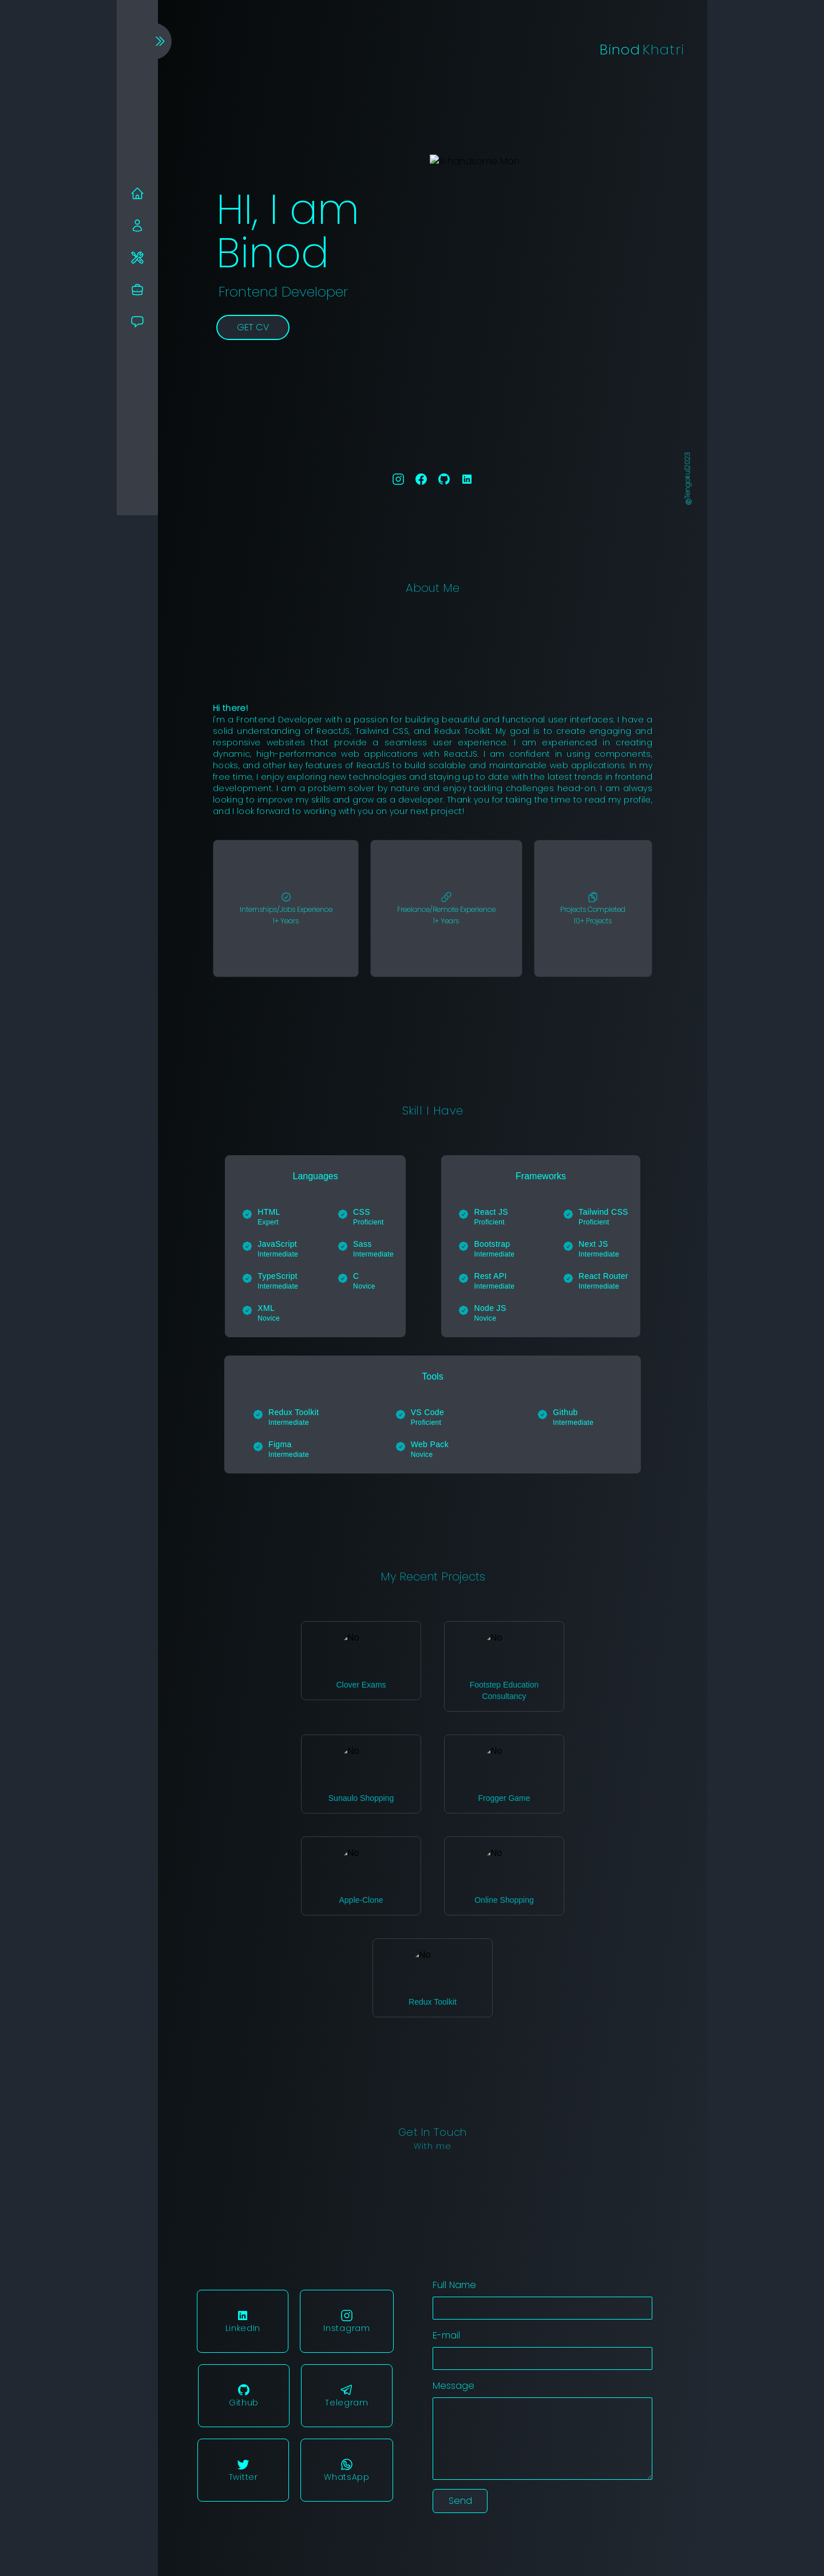 Binod Khatri
Handsome Man
HI, I am
Binod
Frontend Developer
GET CV
About Me
Hi there!
I'm a Frontend Developer with a passion for building beautiful and functional user interfaces. I have a
solid understanding of ReactJS, Tailwind CSS, and Redux Toolkit. My goal is to create engaging and
responsive websites that provide a seamless user experience. I am experienced in creating
dynamic, high-performance web applications with ReactJS. I am confident in using components,
hooks, and other key features of ReactJS to build scalable and maintainable web applications. In my
free time, I enjoy exploring new technologies and staying up to date with the latest trends in frontend
development. I am a problem solver by nature and enjoy tackling challenges head-on. I am always
looking to improve my skills and grow as a developer. Thank you for taking the time to read my profile,
and I look forward to working with you on your next project!
Internships/Jobs Experience
1+ Years
Freelance/Remote Experience
1+ Years
Projects Completed
10+ Projects
Skill I Have
Languages
HTML
Expert
CSS
Proficient
JavaScript
Intermediate
Sass
Intermediate
TypeScript
Intermediate
C
Novice
XML
Novice
Frameworks
React JS
Proficient
Tailwind CSS
Proficient
Bootstrap
Intermediate
Next JS
Intermediate
Rest API
Intermediate
React Router
Intermediate
Node JS
Novice
Tools
Redux Toolkit
Intermediate
VS Code
Proficient
Github
Intermediate
Figma
Intermediate
Web Pack
Novice
My Recent Projects
No
Clover Exams
No
Footstep Education
Consultancy
No
Sunaulo Shopping
No
Frogger Game
No
Apple-Clone
No
Online Shopping
No
Redux Toolkit
Get In Touch
With me
LinkedIn
Instagram
Github
Telegram
Twitter
WhatsApp
Full Name
E-mail
Message
Send